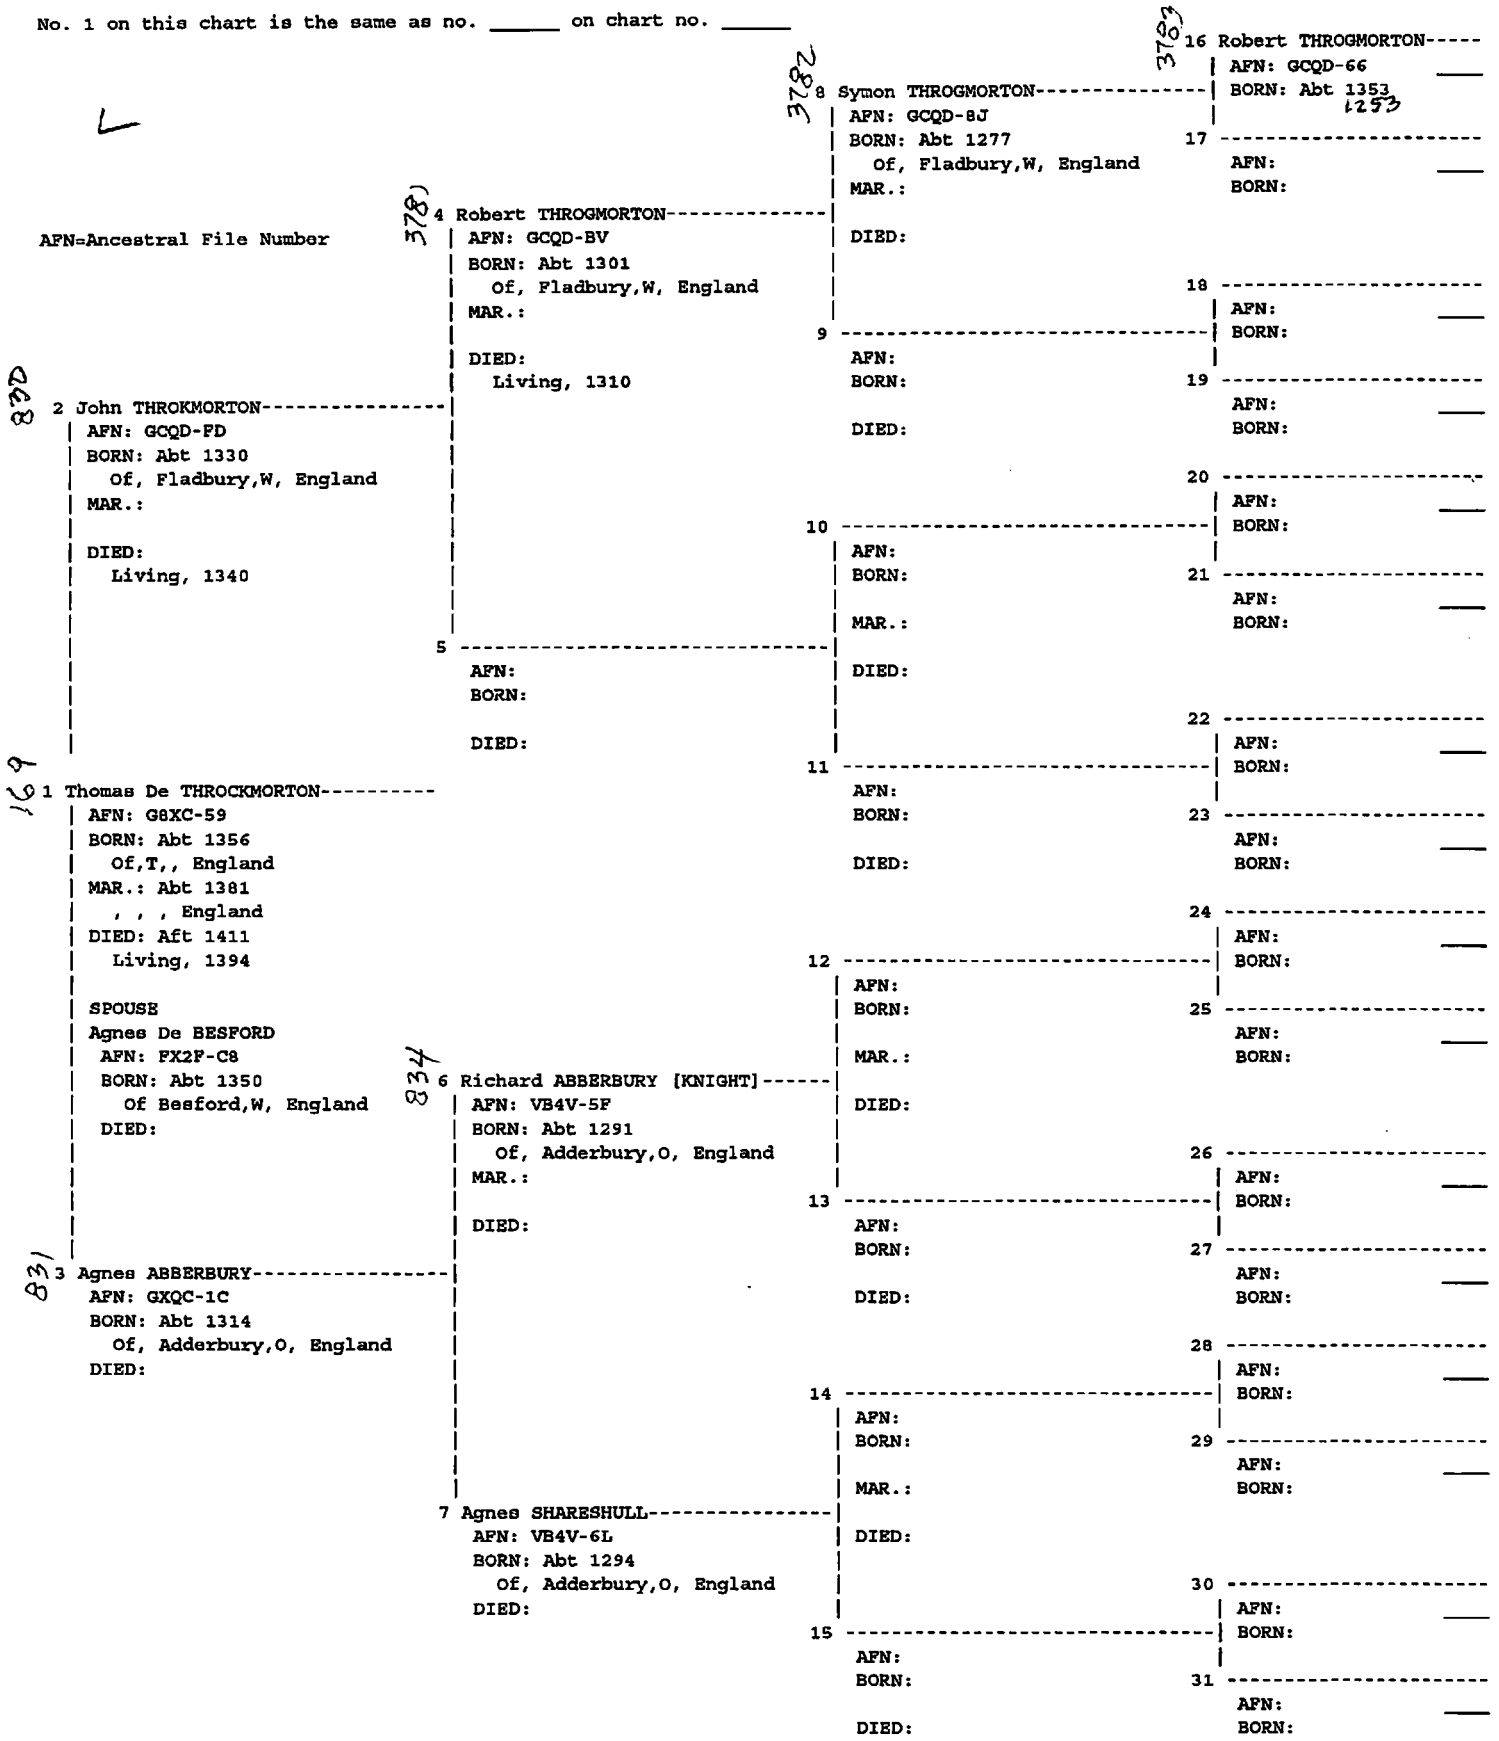 No. 1 on this chart is the same as no. ______ on chart no. ______
3783
16 Robert THROGMORTON-----
AFN: GCQD-66
BORN: Abt 1353
1253
3782
8 Symon THROGMORTON--------------
AFN: GCQD-8J
BORN: Abt 1277
Of, Fladbury,W, England
MAR.:
DIED:
17 ---------------------------
AFN:
BORN:
3781
4 Robert THROGMORTON-------------
AFN: GCQD-BV
BORN: Abt 1301
Of, Fladbury,W, England
MAR.:
DIED:
Living, 1310
AFN=Ancestral File Number
18 ---------------------------
AFN:
BORN:
9 -------------------------------
AFN:
BORN:
DIED:
19 ---------------------------
AFN:
BORN:
830
2 John THROKMORTON---------------
AFN: GCQD-FD
BORN: Abt 1330
Of, Fladbury,W, England
MAR.:
DIED:
Living, 1340
20 ---------------------------
AFN:
BORN:
10 -------------------------------
AFN:
BORN:
MAR.:
DIED:
21 ---------------------------
AFN:
BORN:
5 -------------------------------
AFN:
BORN:
DIED:
22 ---------------------------
AFN:
BORN:
11 -------------------------------
AFN:
BORN:
DIED:
23 ---------------------------
AFN:
BORN:
169
1 Thomas De THROCKMORTON----------
AFN: G8XC-59
BORN: Abt 1356
Of,T,, England
MAR.: Abt 1381
, , , England
DIED: Aft 1411
Living, 1394
SPOUSE
Agnes De BESFORD
AFN: FX2F-C8
BORN: Abt 1350
Of Besford,W, England
DIED:
24 ---------------------------
AFN:
BORN:
12 -------------------------------
AFN:
BORN:
MAR.:
DIED:
25 ---------------------------
AFN:
BORN:
834
6 Richard ABBERBURY [KNIGHT]------
AFN: VB4V-5F
BORN: Abt 1291
Of, Adderbury,O, England
MAR.:
DIED:
26 ---------------------------
AFN:
BORN:
13 -------------------------------
AFN:
BORN:
DIED:
27 ---------------------------
AFN:
BORN:
831
3 Agnes ABBERBURY----------------
AFN: GXQC-1C
BORN: Abt 1314
Of, Adderbury,O, England
DIED:
28 ---------------------------
AFN:
BORN:
14 -------------------------------
AFN:
BORN:
MAR.:
DIED:
29 ---------------------------
AFN:
BORN:
7 Agnes SHARESHULL---------------
AFN: VB4V-6L
BORN: Abt 1294
Of, Adderbury,O, England
DIED:
30 ---------------------------
AFN:
BORN:
15 -------------------------------
AFN:
BORN:
DIED:
31 ---------------------------
AFN:
BORN: